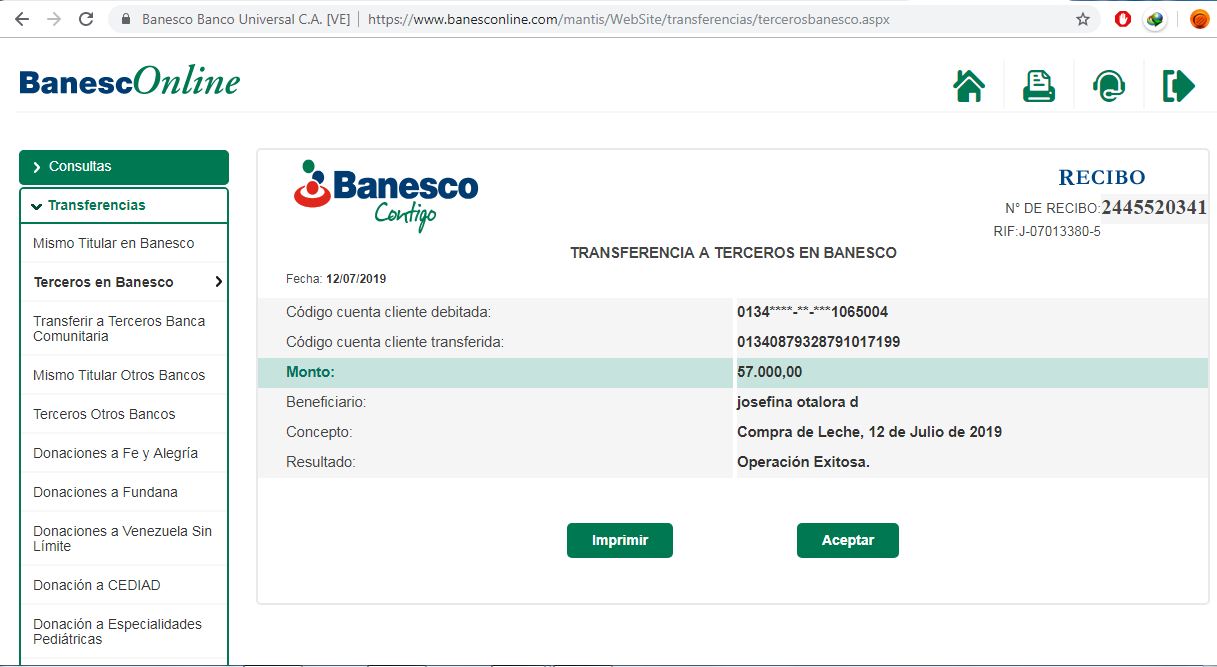 Banesco Banco Universal C.A. [VE] | https://www.banesconline.com/mantis/WebSite/transferencias/tercerosbanesco.aspx
BanescOnline
Consultas
Transferencias
Mismo Titular en Banesco
Terceros en Banesco
Transferir a Terceros Banca
Comunitaria
Mismo Titular Otros Bancos
Terceros Otros Bancos
Donaciones a Fe y Alegría
Donaciones a Fundana
Donaciones a Venezuela Sin
Límite
Donación a CEDIAD
Donación a Especialidades
Pediátricas
Banesco
Contigo
RECIBO
N° DE RECIBO:2445520341
RIF:J-07013380-5
TRANSFERENCIA A TERCEROS EN BANESCO
Fecha: 12/07/2019
Código cuenta cliente debitada: 0134****-**-***1065004
Código cuenta cliente transferida: 01340879328791017199
Monto: 57.000,00
Beneficiario: josefina otalora d
Concepto: Compra de Leche, 12 de Julio de 2019
Resultado: Operación Exitosa.
Imprimir Aceptar